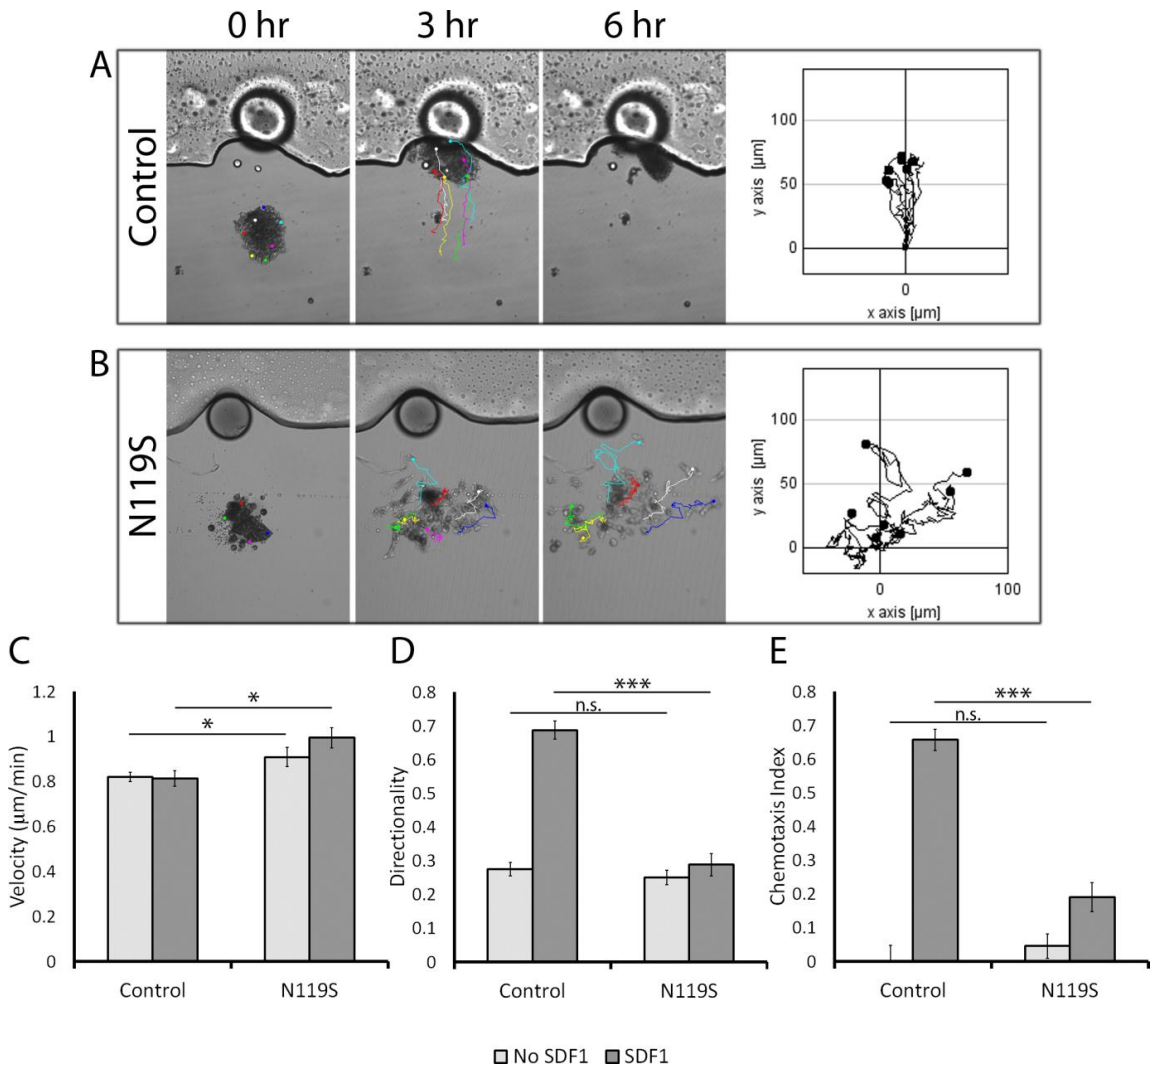 0 hr 3 hr 6 hr
A
Control
100
50
0
y axis [µm]
0
x axis [µm]
B
N119S
100
50
0
y axis [µm]
0 100
x axis [µm]
C
Velocity (µm/min)
1.2
1
0.8
0.6
0.4
0.2
0
*
*
Control N119S
D
Directionality
0.8
0.7
0.6
0.5
0.4
0.3
0.2
0.1
0
***
n.s.
Control N119S
E
Chemotaxis Index
0.8
0.7
0.6
0.5
0.4
0.3
0.2
0.1
0
***
n.s.
Control N119S
No SDF1 SDF1